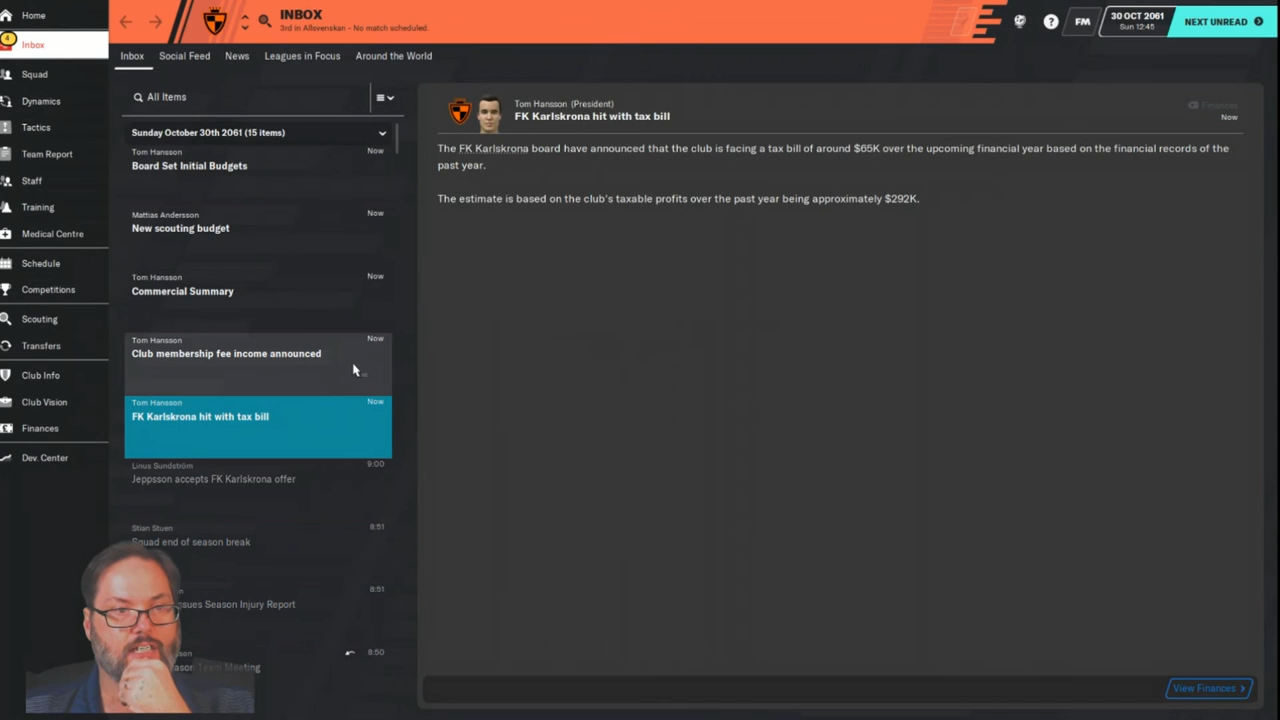 Home
INBOX
3rd in Allsvenskan - No match scheduled.
FM
30 OCT 2061
Sun 12:45
NEXT UNREAD
4
Inbox
Squad
Dynamics
Tactics
Team Report
Staff
Training
Medical Centre
Schedule
Competitions
Scouting
Transfers
Club Info
Club Vision
Finances
Dev. Center
Inbox
Social Feed
News
Leagues in Focus
Around the World
All Items
Sunday October 30th 2061 (15 items)
Tom Hansson
Now
Board Set Initial Budgets
Mattias Andersson
Now
New scouting budget
Tom Hansson
Now
Commercial Summary
Tom Hansson
Now
Club membership fee income announced
Tom Hansson
Now
FK Karlskrona hit with tax bill
Linus Sundström
9:00
Jeppsson accepts FK Karlskrona offer
Stian Stuen
8:51
Squad end of season break
8:51
ssues Season Injury Report
8:50
Team Meeting
Tom Hansson (President)
FK Karlskrona hit with tax bill
Finances
Now
The FK Karlskrona board have announced that the club is facing a tax bill of around $65K over the upcoming financial year based on the financial records of the
past year.
The estimate is based on the club's taxable profits over the past year being approximately $292K.
View Finances